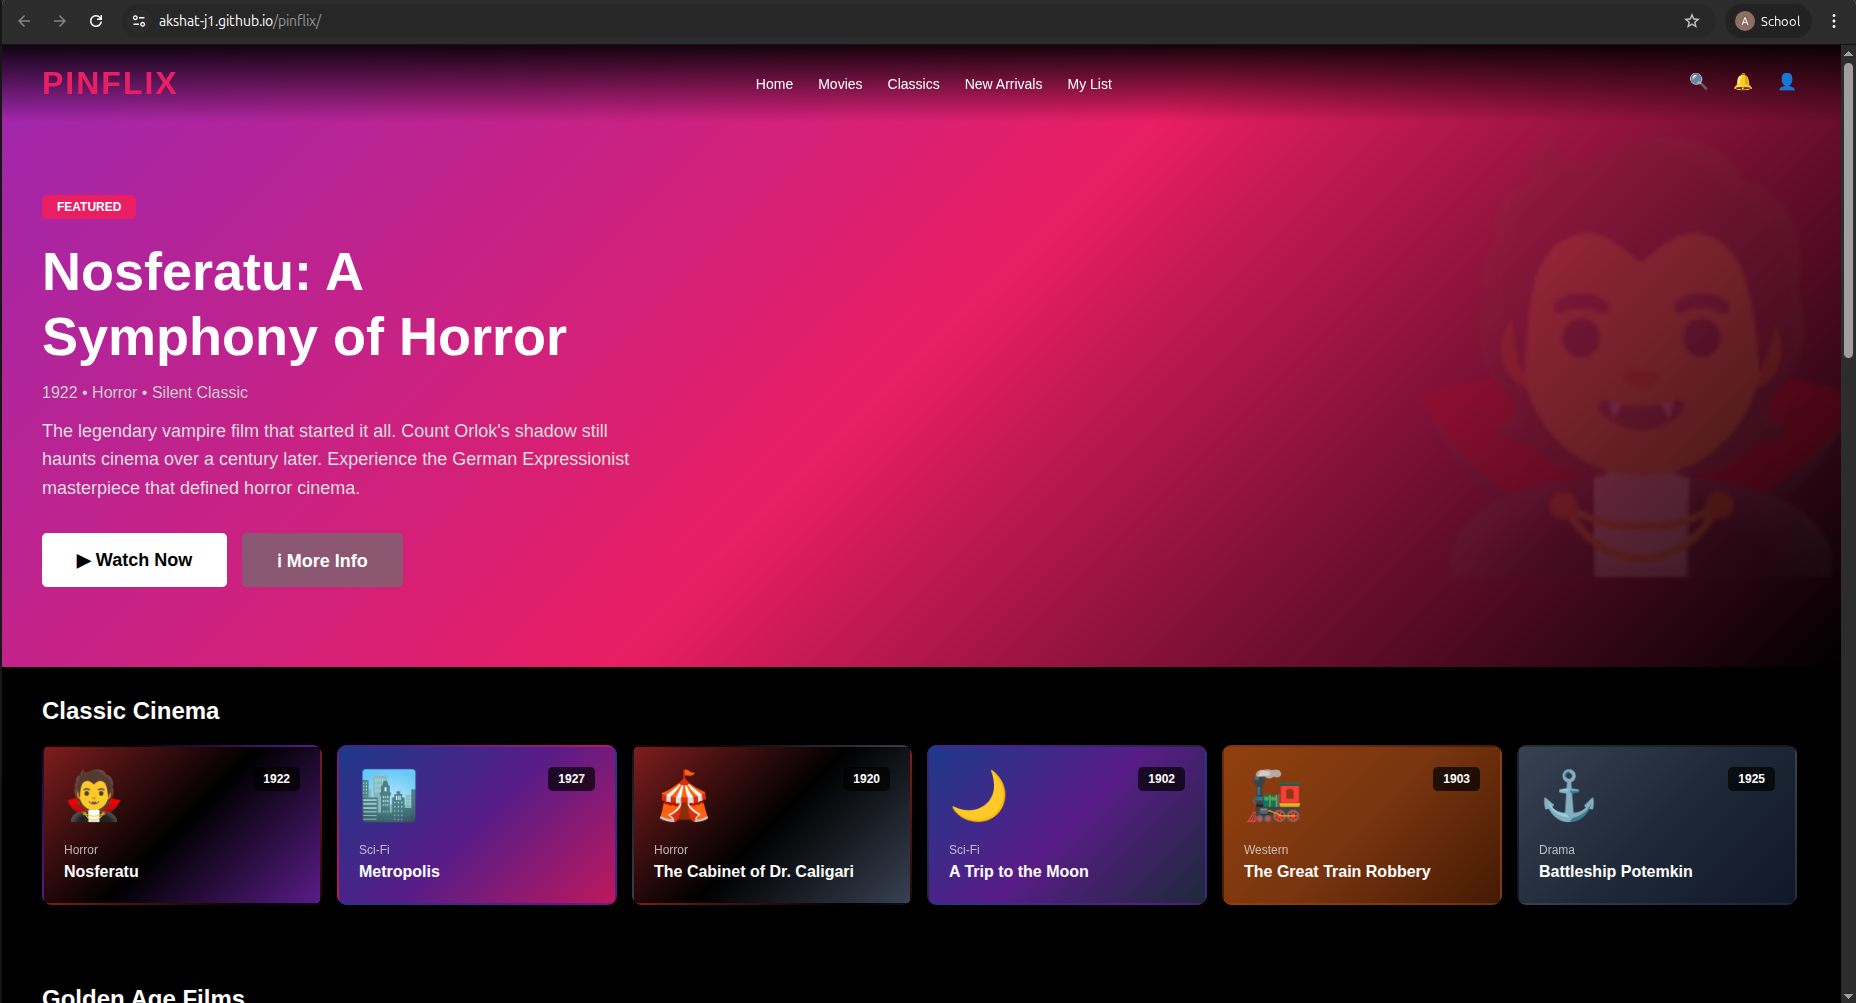 akshat-j1.github.io/pinflix/
A School
PINFLIX
Home Movies Classics New Arrivals My List
FEATURED
Nosferatu: A
Symphony of Horror
1922 • Horror • Silent Classic
The legendary vampire film that started it all. Count Orlok's shadow still
haunts cinema over a century later. Experience the German Expressionist
masterpiece that defined horror cinema.
▶ Watch Now
i More Info
Classic Cinema
1922
Horror
Nosferatu
1927
Sci-Fi
Metropolis
1920
Horror
The Cabinet of Dr. Caligari
1902
Sci-Fi
A Trip to the Moon
1903
Western
The Great Train Robbery
1925
Drama
Battleship Potemkin
Golden Age Films